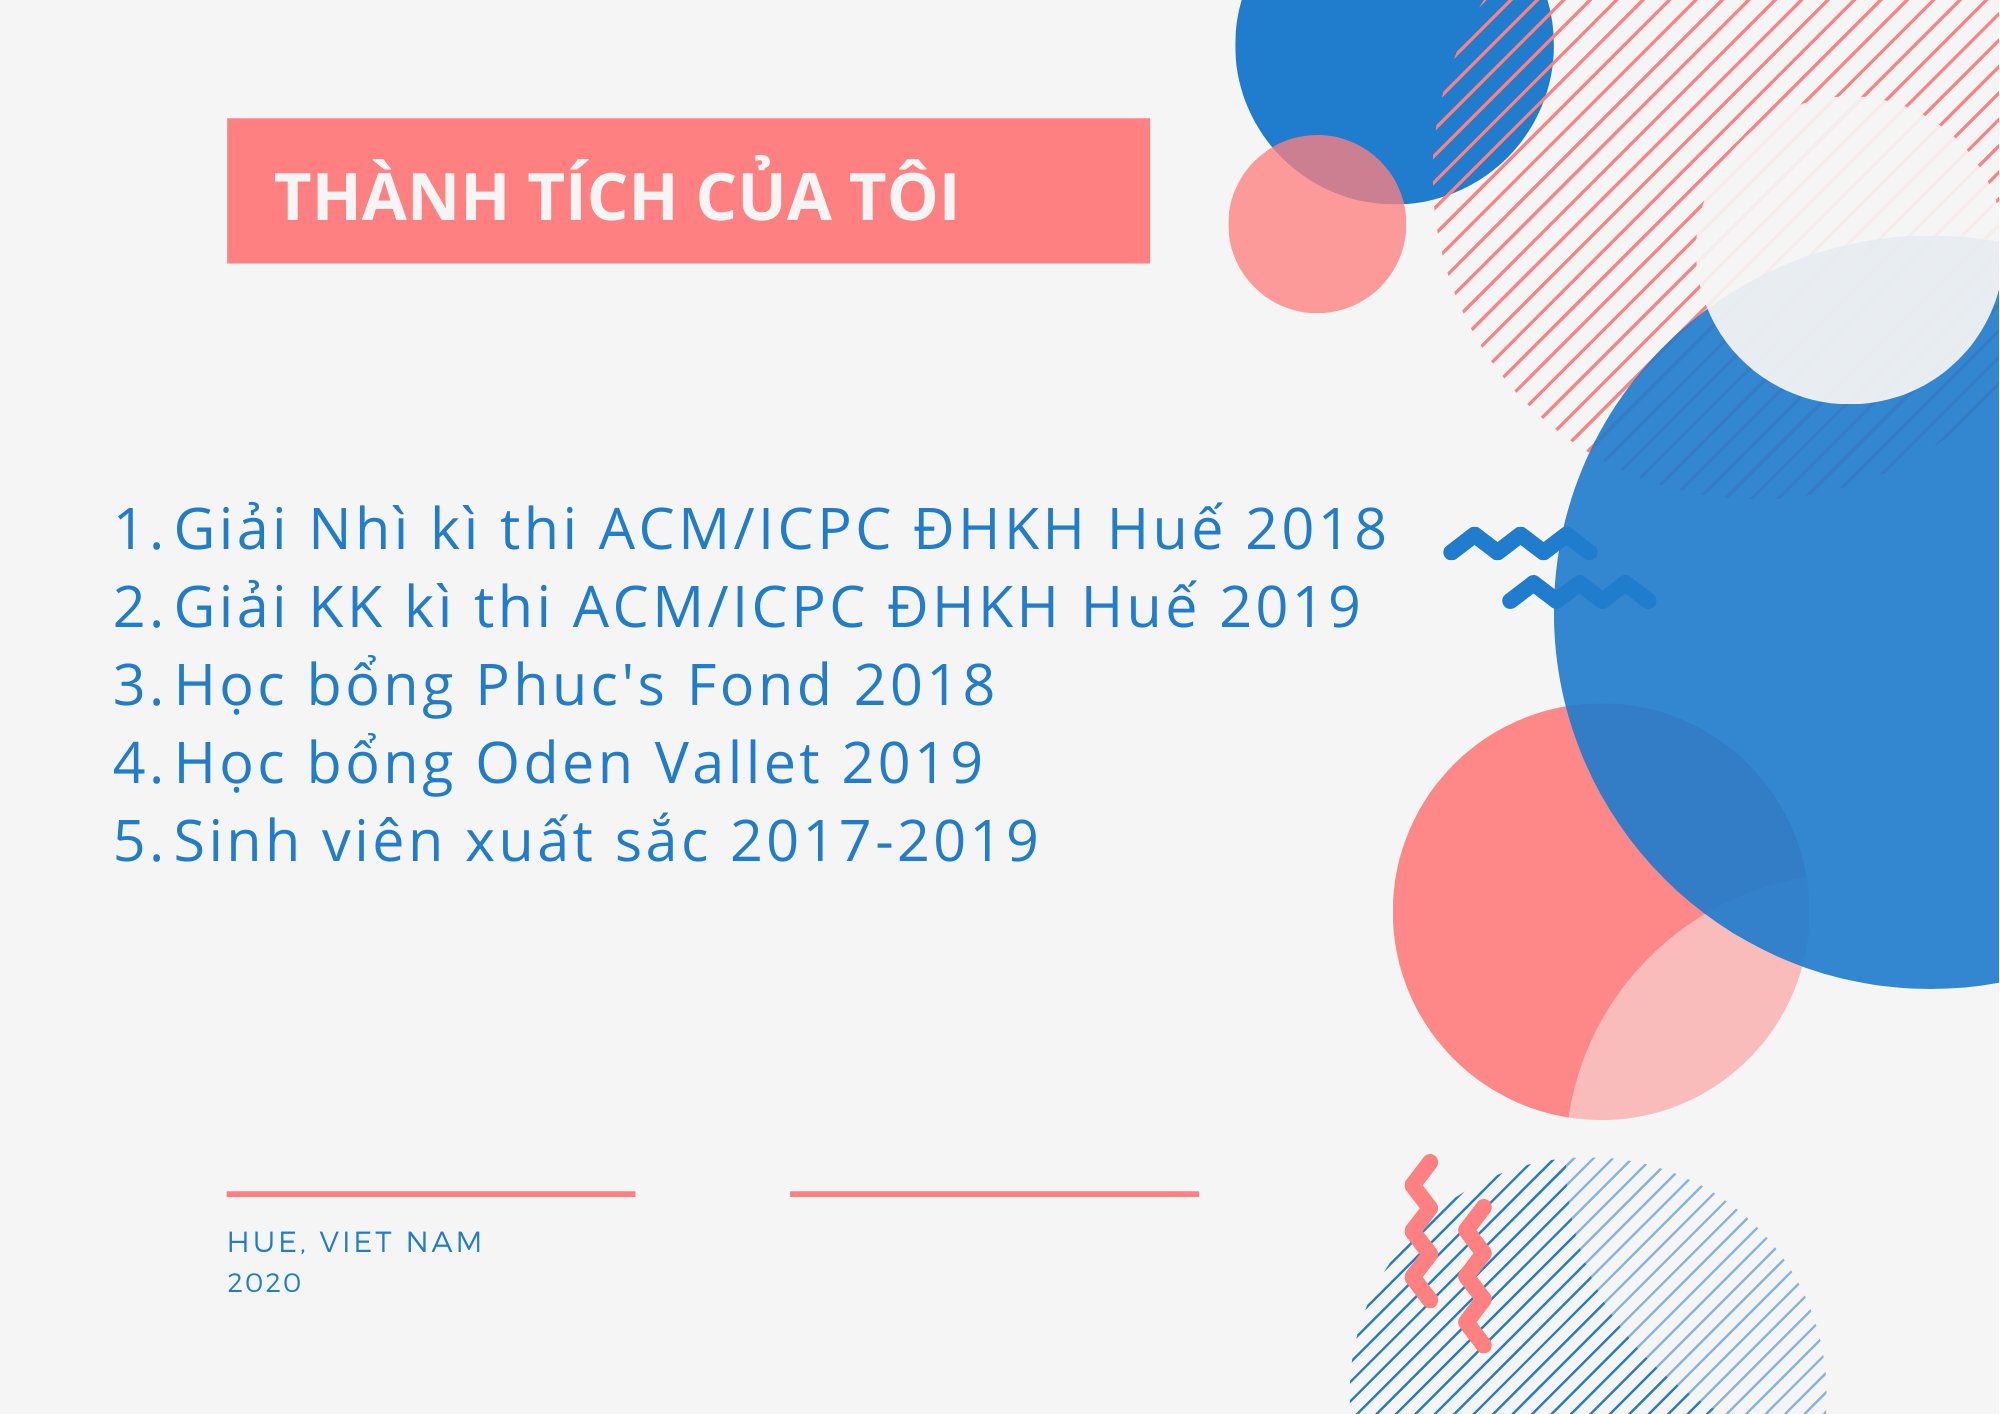 THÀNH TÍCH CỦA TÔI
1. Giải Nhì kì thi ACM/ICPC ĐHKH Huế 2018
2. Giải KK kì thi ACM/ICPC ĐHKH Huế 2019
3. Học bổng Phuc's Fond 2018
4. Học bổng Oden Vallet 2019
5. Sinh viên xuất sắc 2017-2019
HUE, VIET NAM
2020